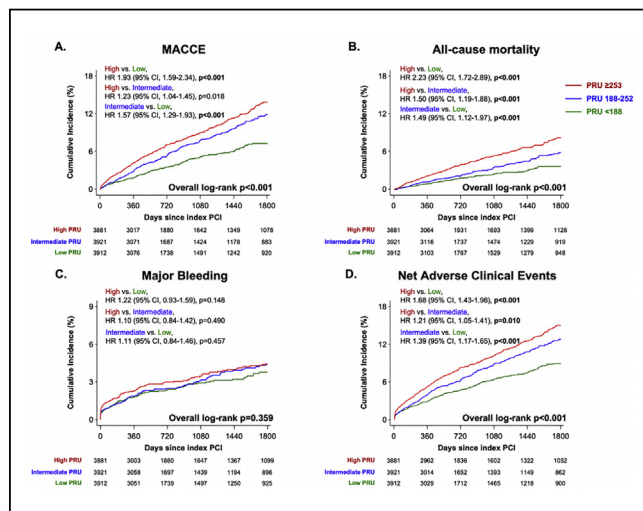 A.
MACCE
High vs. Low,
HR 1.93 (95% CI, 1.59-2.34), p<0.001
High vs. Intermediate,
HR 1.23 (95% CI, 1.04-1.45), p=0.018
Intermediate vs. Low,
HR 1.57 (95% CI, 1.29-1.93), p<0.001
Cumulative Incidence (%)
18
12
6
0
Overall log-rank p<0.001
0 360 720 1080 1440 1800
Days since index PCI
High PRU 3881 3017 1880 1642 1349 1078
Intermediate PRU 3921 3071 1687 1424 1178 883
Low PRU 3912 3076 1738 1491 1242 920
B.
All-cause mortality
High vs. Low,
HR 2.23 (95% CI, 1.72-2.89), p<0.001
High vs. Intermediate,
HR 1.50 (95% CI, 1.19-1.88), p<0.001
Intermediate vs. Low,
HR 1.49 (95% CI, 1.12-1.97), p<0.001
PRU ≥253
PRU 188-252
PRU <188
Cumulative Incidence (%)
18
12
6
0
Overall log-rank p<0.001
0 360 720 1080 1440 1800
Days since index PCI
High PRU 3881 3064 1931 1693 1399 1128
Intermediate PRU 3921 3116 1737 1474 1229 919
Low PRU 3912 3103 1767 1529 1279 948
C.
Major Bleeding
High vs. Low,
HR 1.22 (95% CI, 0.93-1.59), p=0.148
High vs. Intermediate,
HR 1.10 (95% CI, 0.84-1.42), p=0.490
Intermediate vs. Low,
HR 1.11 (95% CI, 0.84-1.46), p=0.457
Cumulative Incidence (%)
9
6
3
0
Overall log-rank p=0.359
0 360 720 1080 1440 1800
Days since index PCI
High PRU 3881 3003 1880 1647 1367 1099
Intermediate PRU 3921 3058 1697 1439 1194 896
Low PRU 3912 3051 1739 1497 1250 925
D.
Net Adverse Clinical Events
High vs. Low,
HR 1.68 (95% CI, 1.43-1.98), p<0.001
High vs. Intermediate,
HR 1.21 (95% CI, 1.05-1.41), p=0.010
Intermediate vs. Low,
HR 1.39 (95% CI, 1.17-1.65), p<0.001
Cumulative Incidence (%)
18
12
6
0
Overall log-rank p<0.001
0 360 720 1080 1440 1800
Days since index PCI
High PRU 3881 2962 1836 1602 1322 1052
Intermediate PRU 3921 3014 1652 1393 1149 862
Low PRU 3912 3029 1712 1465 1218 900